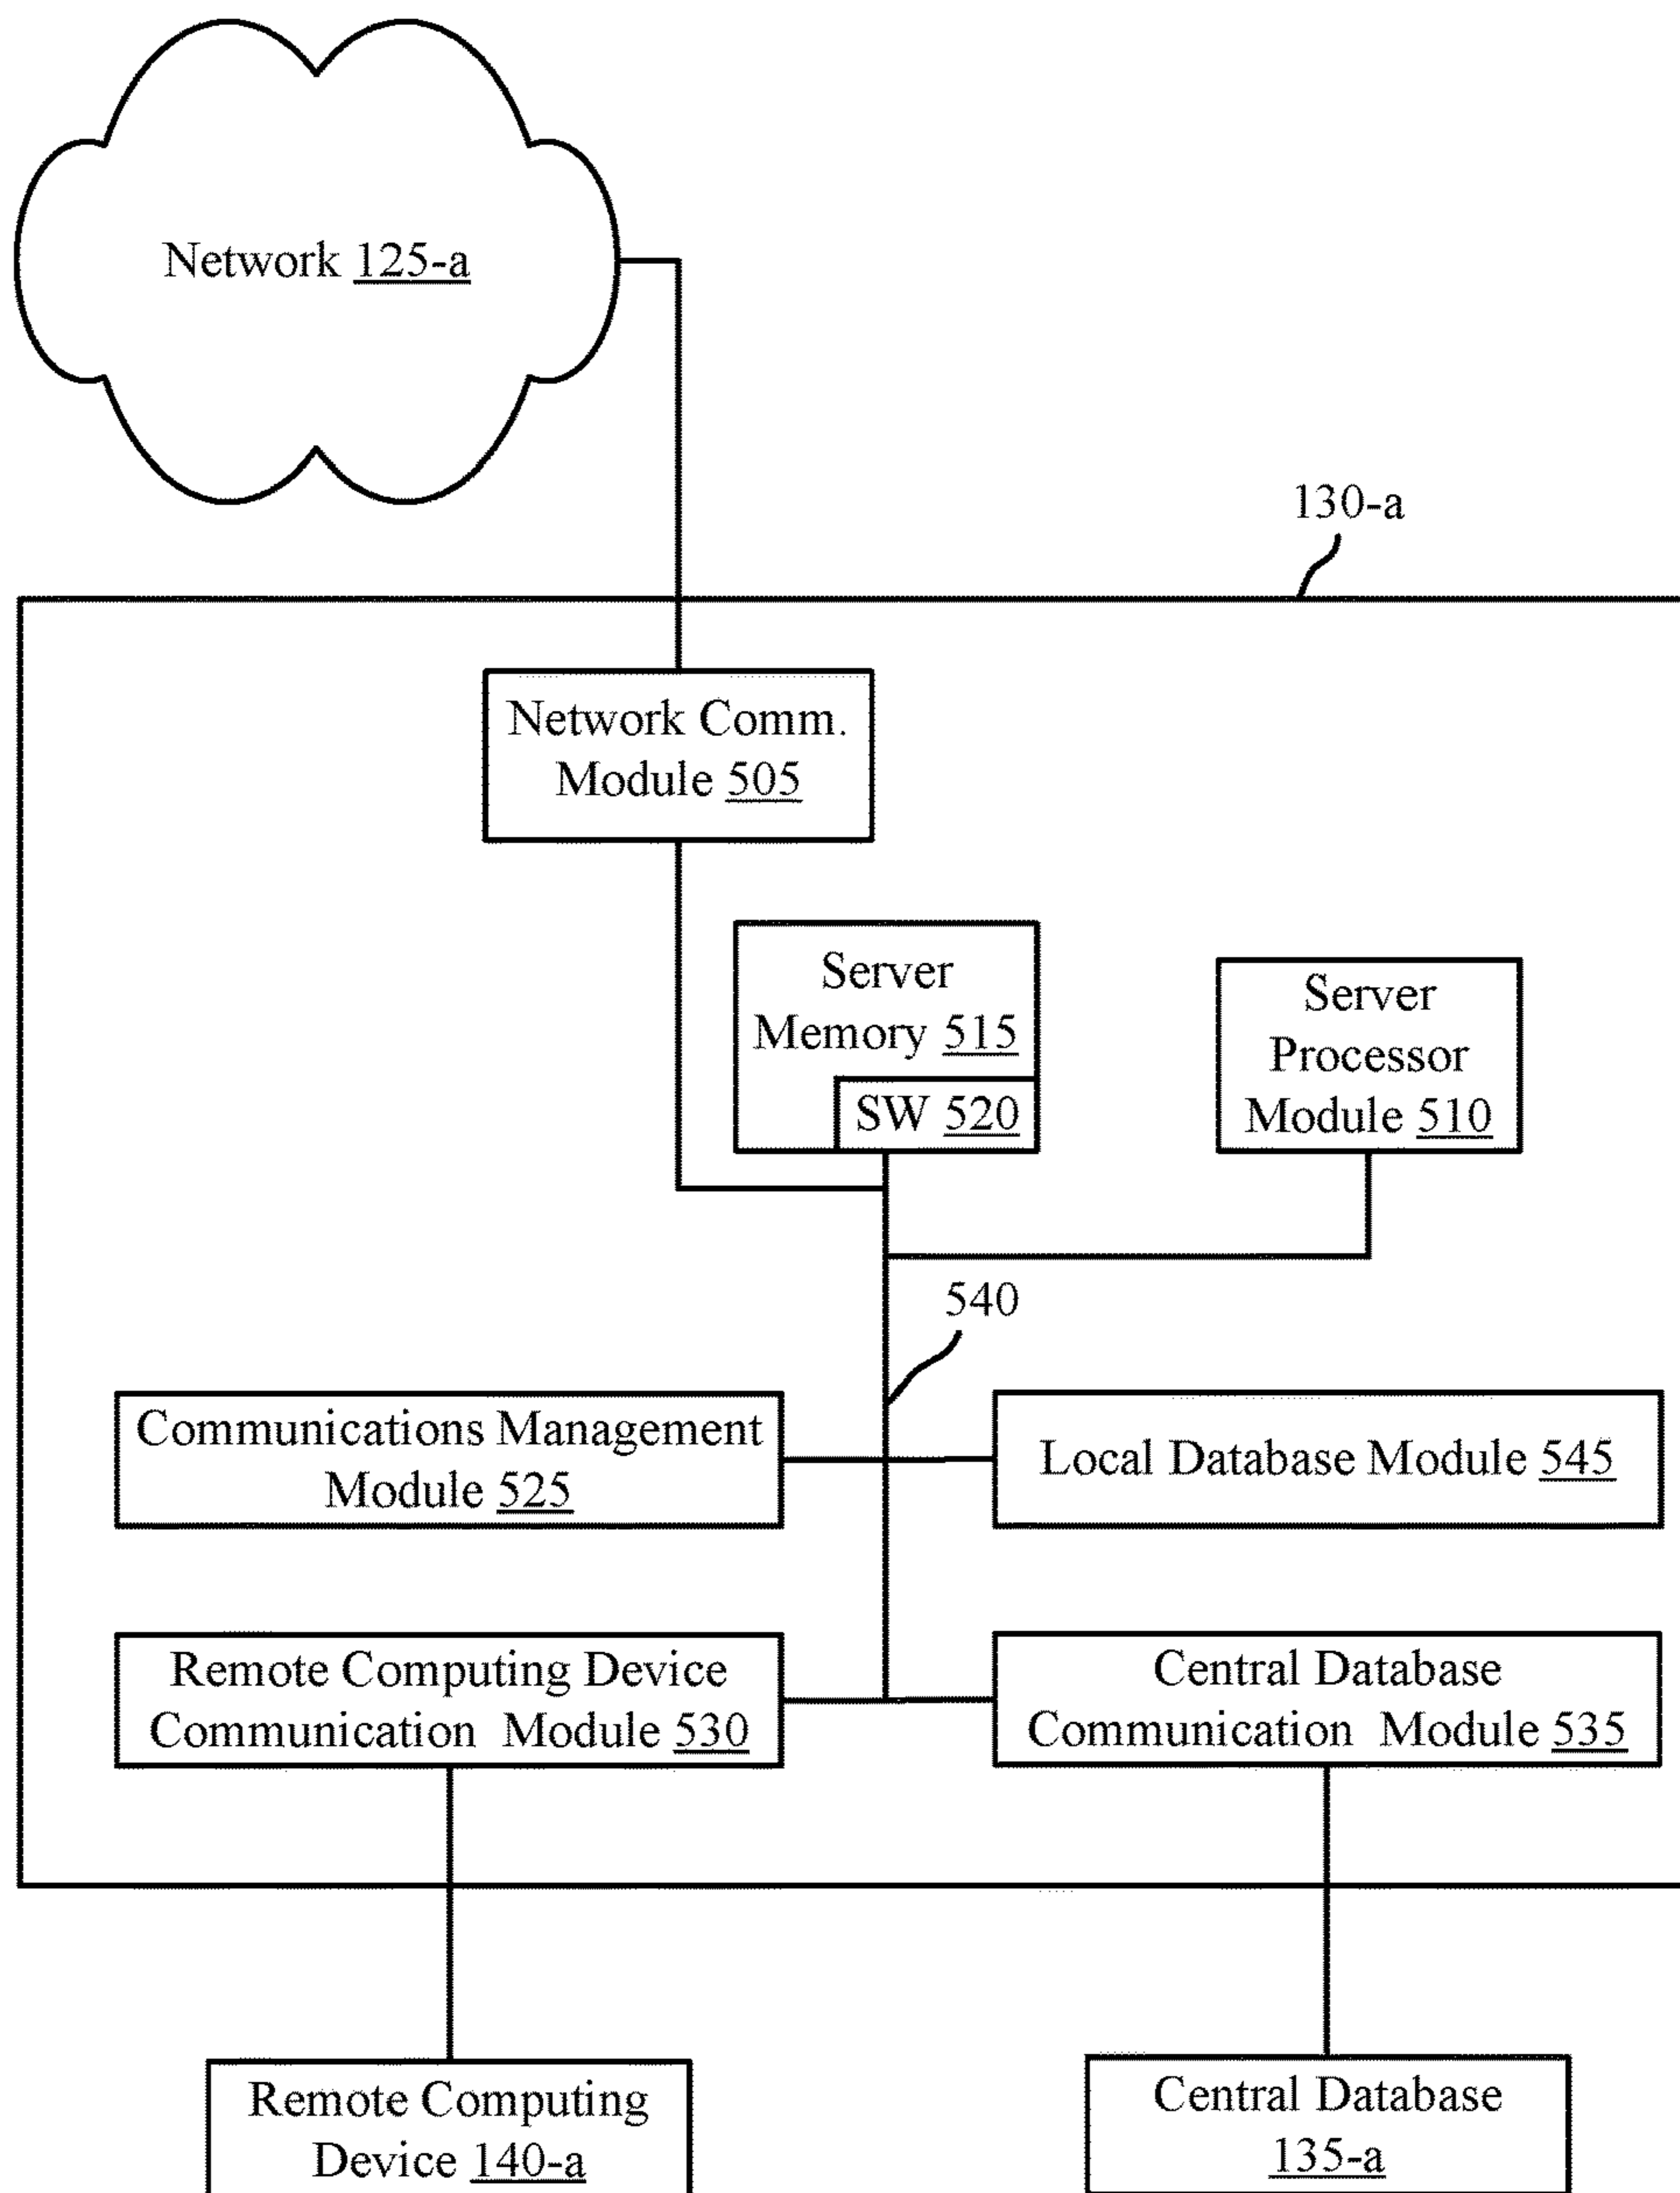 Network 125-a
130-a
Network Comm.
Module 505
Server
Memory 515
SW 520
Server
Processor
Module 510
540
Communications Management
Module 525
Local Database Module 545
Remote Computing Device
Communication Module 530
Central Database
Communication Module 535
Remote Computing
Device 140-a
Central Database
135-a